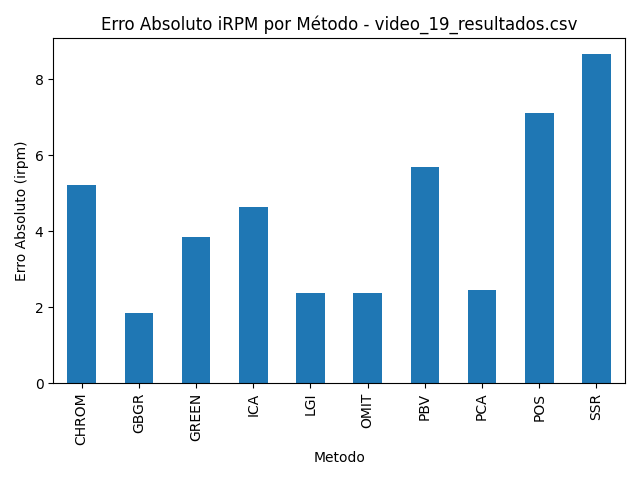 Erro Absoluto iRPM por Método - video_19_resultados.csv
Erro Absoluto (irpm)
8
6
4
2
0
CHROM
GBGR
GREEN
ICA
LGI
OMIT
PBV
PCA
POS
SSR
Metodo